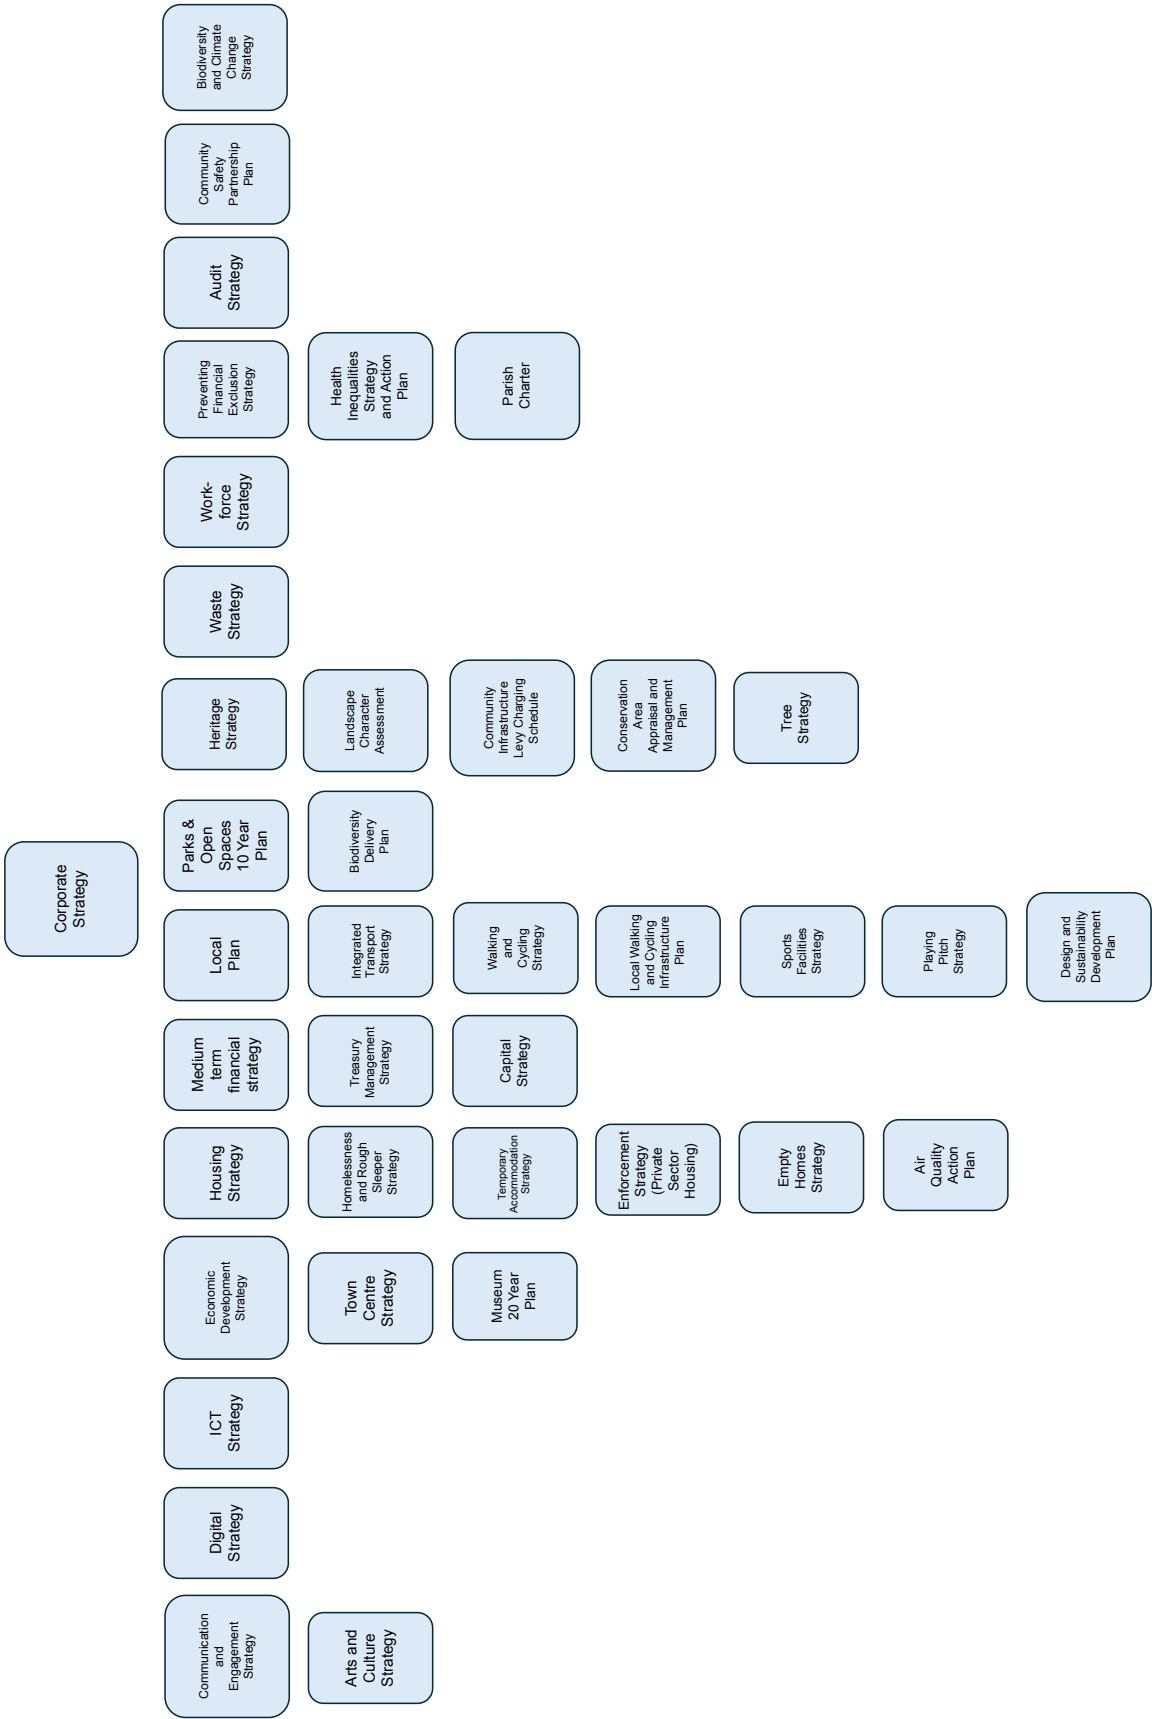 Corporate
Strategy
Communication
and
Engagement
Strategy
Digital
Strategy
ICT
Strategy
Economic
Development
Strategy
Housing
Strategy
Medium
term
financial
strategy
Local
Plan
Parks &
Open
Spaces
10 Year
Plan
Heritage
Strategy
Waste
Strategy
Work-
force
Strategy
Preventing
Financial
Exclusion
Strategy
Audit
Strategy
Community
Safety
Partnership
Plan
Biodiversity
and Climate
Change
Strategy
Arts and
Culture
Strategy
Town
Centre
Strategy
Homelessness
and Rough
Sleeper
Strategy
Treasury
Management
Strategy
Integrated
Transport
Strategy
Biodiversity
Delivery
Plan
Landscape
Character
Assessment
Health
Inequalities
Strategy
and Action
Plan
Museum
20 Year
Plan
Temporary
Accommodation
Strategy
Capital
Strategy
Walking
and
Cycling
Strategy
Community
Infrastructure
Levy Charging
Schedule
Parish
Charter
Enforcement
Strategy
(Private
Sector
Housing)
Local Walking
and Cycling
Infrastructure
Plan
Conservation
Area
Appraisal and
Management
Plan
Empty
Homes
Strategy
Sports
Facilities
Strategy
Tree
Strategy
Air
Quality
Action
Plan
Playing
Pitch
Strategy
Design and
Sustainability
Development
Plan